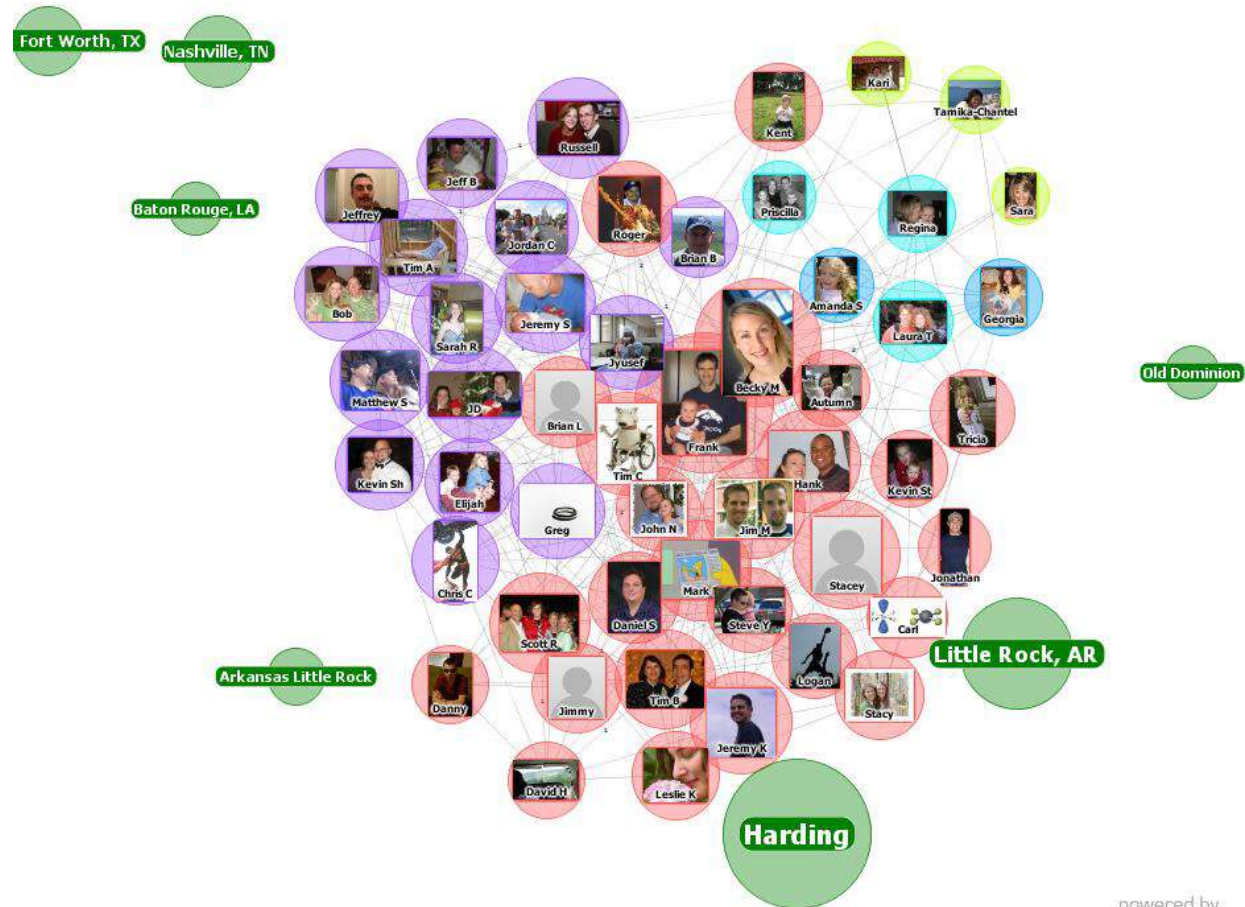 Fort Worth, TX
Nashville, TN
Kari
Tamika-Chantel
Kent
Russell
Jeff B
Jeffrey
Baton Rouge, LA
Sara
Priscilla
Regina
Roger
Jordan C
Brian B
Tim A
Bob
Amanda S
Georgia
Jeremy S
Laura T
Sarah R
Jyusef
Old Dominion
Becky M
Matthew S
JD
Autumn
Brian L
Tricia
Frank
Tim C
Kevin Sh
Hank
Kevin St
Elijah
Greg
John N
Jim M
Jonathan
Stacey
Chris C
Mark
Daniel S
Steve Y
Carl
Scott R
Little Rock, AR
Arkansas Little Rock
Logan
Tim B
Danny
Jimmy
Stacy
Jeremy K
David H
Leslie K
Harding
powered by